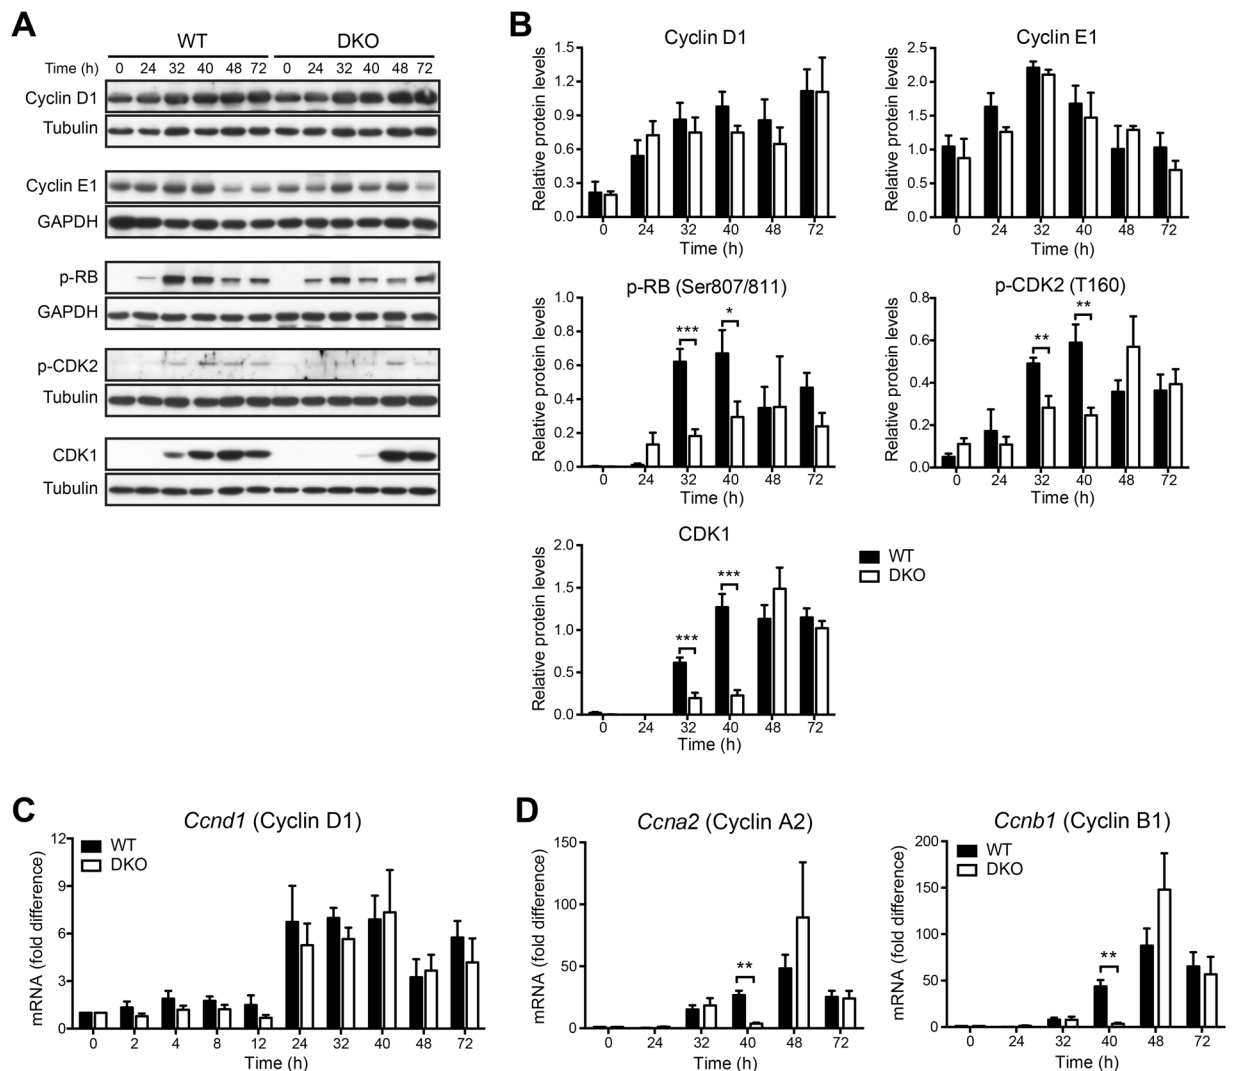 A
WT DKO
Time (h) 0 24 32 40 48 72 0 24 32 40 48 72
Cyclin D1
Tubulin
Cyclin E1
GAPDH
p-RB
GAPDH
p-CDK2
Tubulin
CDK1
Tubulin
B
Cyclin D1
Relative protein levels
1.5
1.2
0.9
0.6
0.3
0.0
0 24 32 40 48 72
Time (h)
Cyclin E1
Relative protein levels
2.5
2.0
1.5
1.0
0.5
0.0
0 24 32 40 48 72
Time (h)
p-RB (Ser807/811)
Relative protein levels
1.0
0.8
0.6
0.4
0.2
0.0
***
*
0 24 32 40 48 72
Time (h)
p-CDK2 (T160)
Relative protein levels
0.8
0.6
0.4
0.2
0.0
**
**
0 24 32 40 48 72
Time (h)
CDK1
Relative protein levels
2.0
1.5
1.0
0.5
0.0
***
***
0 24 32 40 48 72
Time (h)
WT
DKO
C
Ccnd1 (Cyclin D1)
mRNA (fold difference)
12
9
6
3
0
WT
DKO
0 2 4 8 12 24 32 40 48 72
Time (h)
D
Ccna2 (Cyclin A2)
mRNA (fold difference)
150
100
50
0
**
0 24 32 40 48 72
Time (h)
Ccnb1 (Cyclin B1)
mRNA (fold difference)
200
150
100
50
0
WT
DKO
**
0 24 32 40 48 72
Time (h)